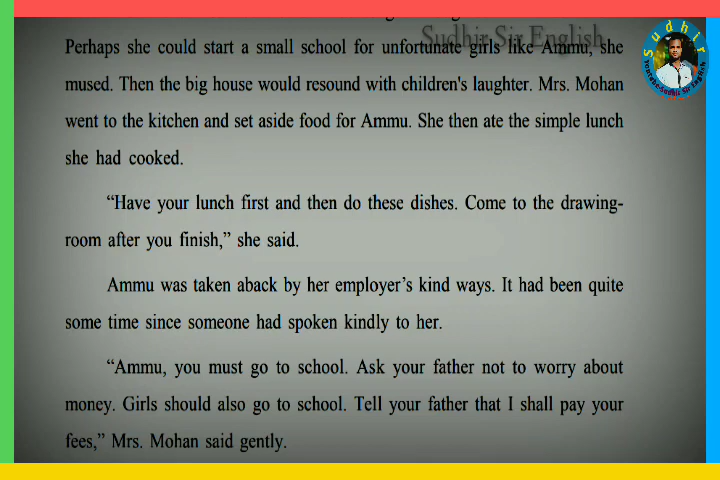 Sudhir Sir English
Perhaps she could start a small school for unfortunate girls like Ammu, she
mused. Then the big house would resound with children's laughter. Mrs. Mohan
went to the kitchen and set aside food for Ammu. She then ate the simple lunch
she had cooked.
“Have your lunch first and then do these dishes. Come to the drawing-
room after you finish,” she said.
Ammu was taken aback by her employer’s kind ways. It had been quite
some time since someone had spoken kindly to her.
“Ammu, you must go to school. Ask your father not to worry about
money. Girls should also go to school. Tell your father that I shall pay your
fees,” Mrs. Mohan said gently.
Sudhir
Youtube-Sudhir Sir English